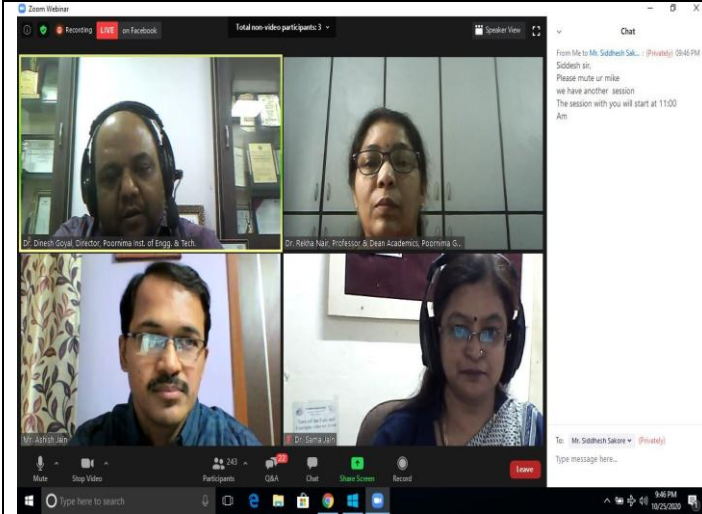 Zoom Webinar
Recording LIVE on Facebook
Total non-video participants: 3
Speaker View
Chat
From Me to Mr. Siddhesh Sak... : (Privately) 09:46 PM
Siddesh sir,
Please mute ur mike
we have another session
The session with you will start at 11:00
Am
Dr. Dinesh Goyal, Director, Poornima Inst. of Engg. & Tech.
Dr. Rekha Nair, Professor & Dean Academics, Poornima G...
Mr. Ashish Jain
Dr. Sama Jain
To: Mr. Siddhesh Sakore (Privately)
Type message here...
Mute
Stop Video
243
Participants
22
Q&A
Chat
Share Screen
Record
Leave
Type here to search
9:46 PM
10/25/2020